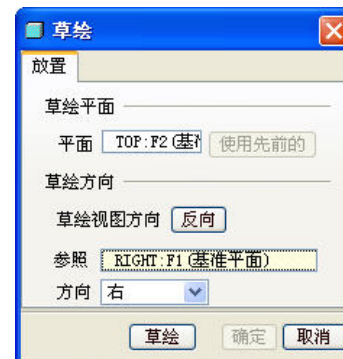 草绘
放置
草绘平面
平面 TOP:F2(基 使用先前的
草绘方向
草绘视图方向 反向
参照 RIGHT:F1(基准平面)
方向 右
草绘 确定 取消